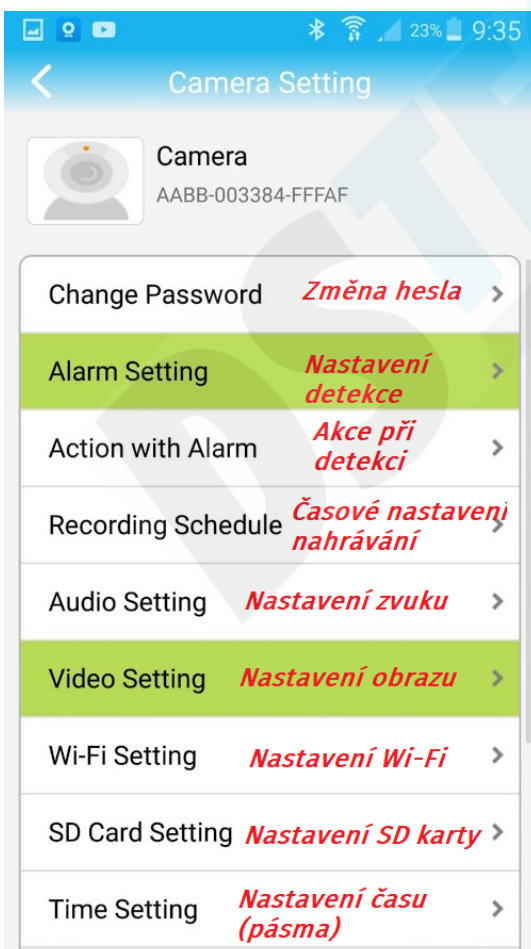 23% 9:35
Camera Setting
Camera
AABB-003384-FFFAF
Change Password Změna hesla
Alarm Setting Nastavení
detekce
Action with Alarm Akce při
detekci
Recording Schedule Časové nastavení
nahrávání
Audio Setting Nastavení zvuku
Video Setting Nastavení obrazu
Wi-Fi Setting Nastavení Wi-Fi
SD Card Setting Nastavení SD karty
Time Setting Nastavení času
(pásma)